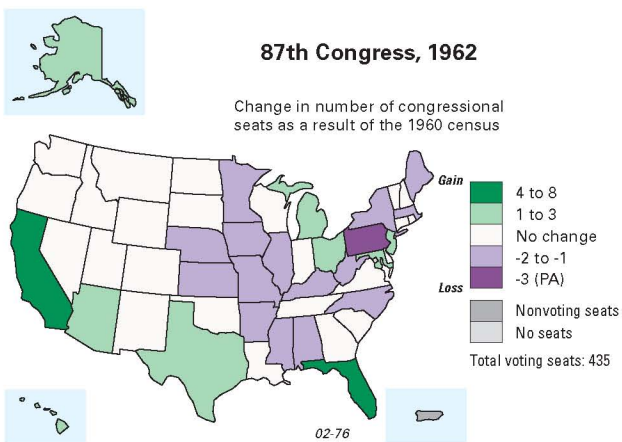 87th Congress, 1962
Change in number of congressional
seats as a result of the 1960 census
Gain
4 to 8
1 to 3
No change
-2 to -1
Loss
-3 (PA)
Nonvoting seats
No seats
Total voting seats: 435
02-76